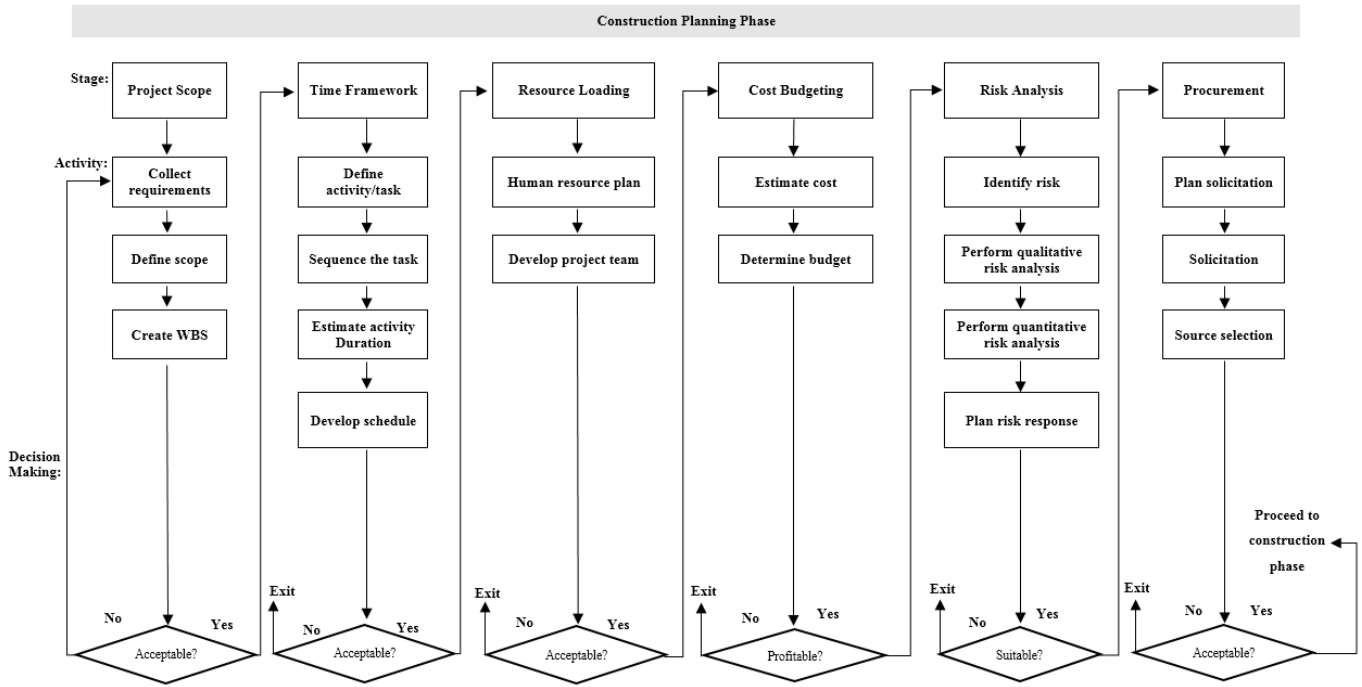 Construction Planning Phase
Stage:
Project Scope
Time Framework
Resource Loading
Cost Budgeting
Risk Analysis
Procurement
Activity:
Collect
requirements
Define
activity/task
Human resource plan
Estimate cost
Identify risk
Plan solicitation
Define scope
Sequence the task
Develop project team
Determine budget
Perform qualitative
risk analysis
Solicitation
Create WBS
Estimate activity
Duration
Perform quantitative
risk analysis
Source selection
Develop schedule
Plan risk response
Decision
Making:
Proceed to
construction
phase
Exit
Exit
Exit
Exit
Exit
No
Yes
No
Yes
No
Yes
No
Yes
No
Yes
No
Yes
Acceptable?
Acceptable?
Acceptable?
Profitable?
Suitable?
Acceptable?